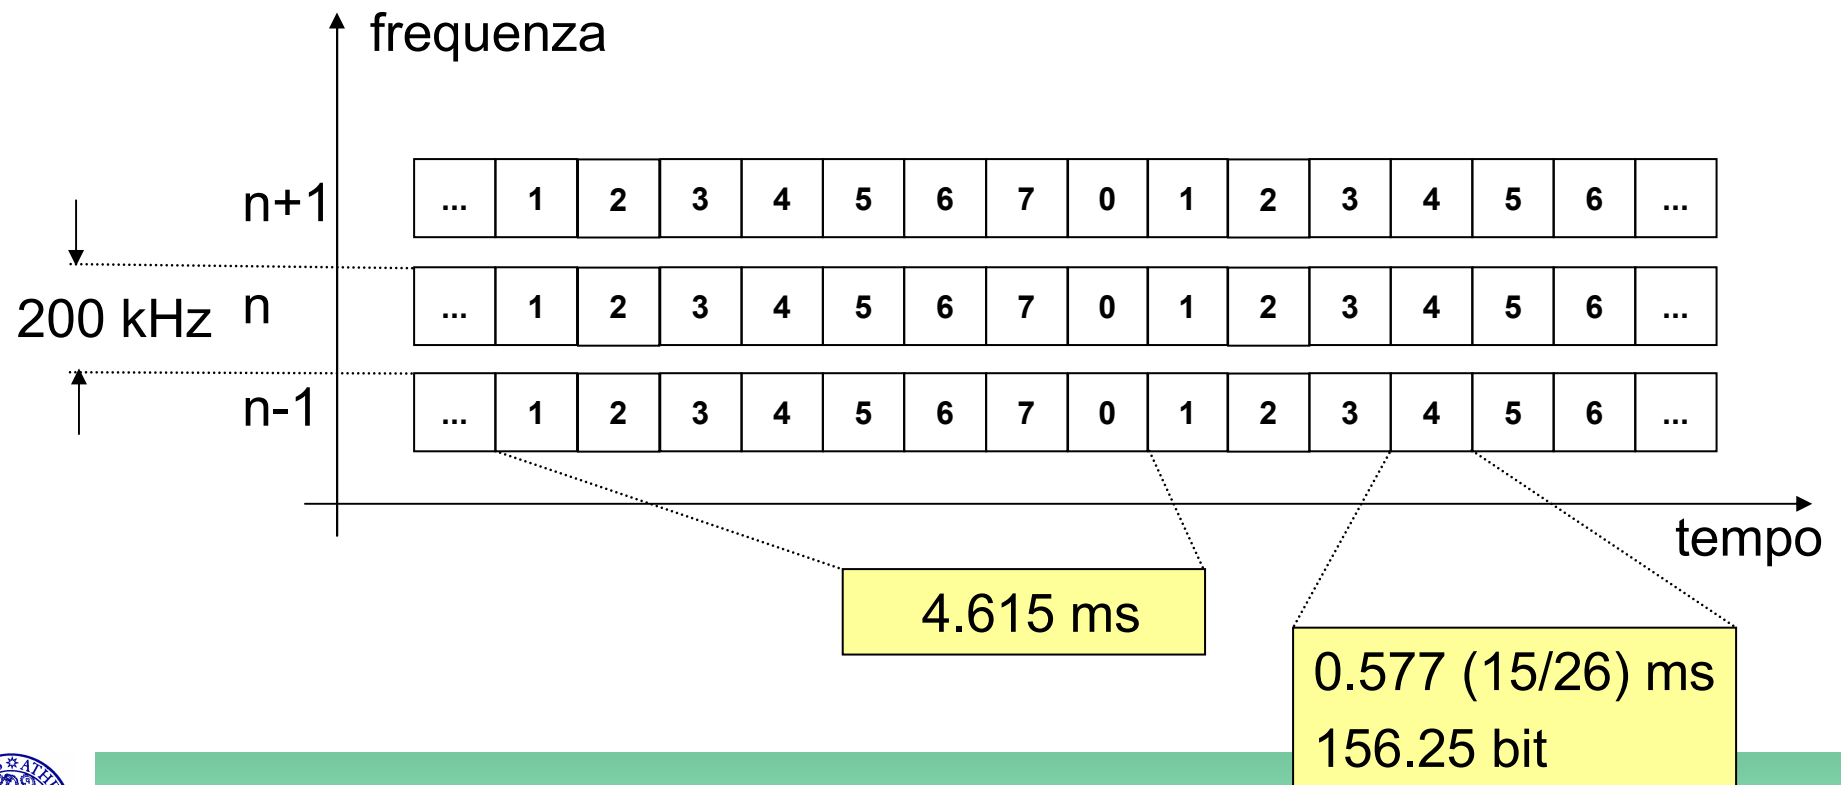 frequenza
n+1 ... 1 2 3 4 5 6 7 0 1 2 3 4 5 6 ...
200 kHz n ... 1 2 3 4 5 6 7 0 1 2 3 4 5 6 ...
n-1 ... 1 2 3 4 5 6 7 0 1 2 3 4 5 6 ...
tempo
4.615 ms
0.577 (15/26) ms
156.25 bit